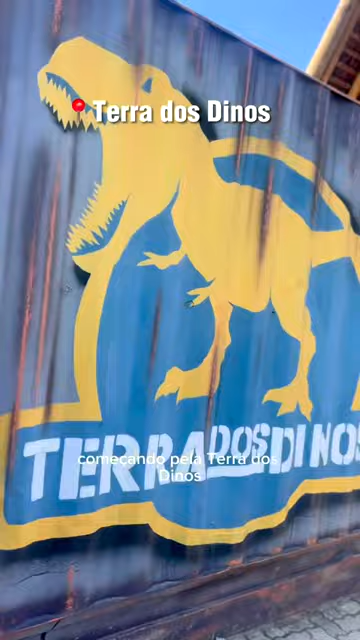 Terra dos Dinos
TERRA DOS DINOS
começando pela Terra dos
Dinos